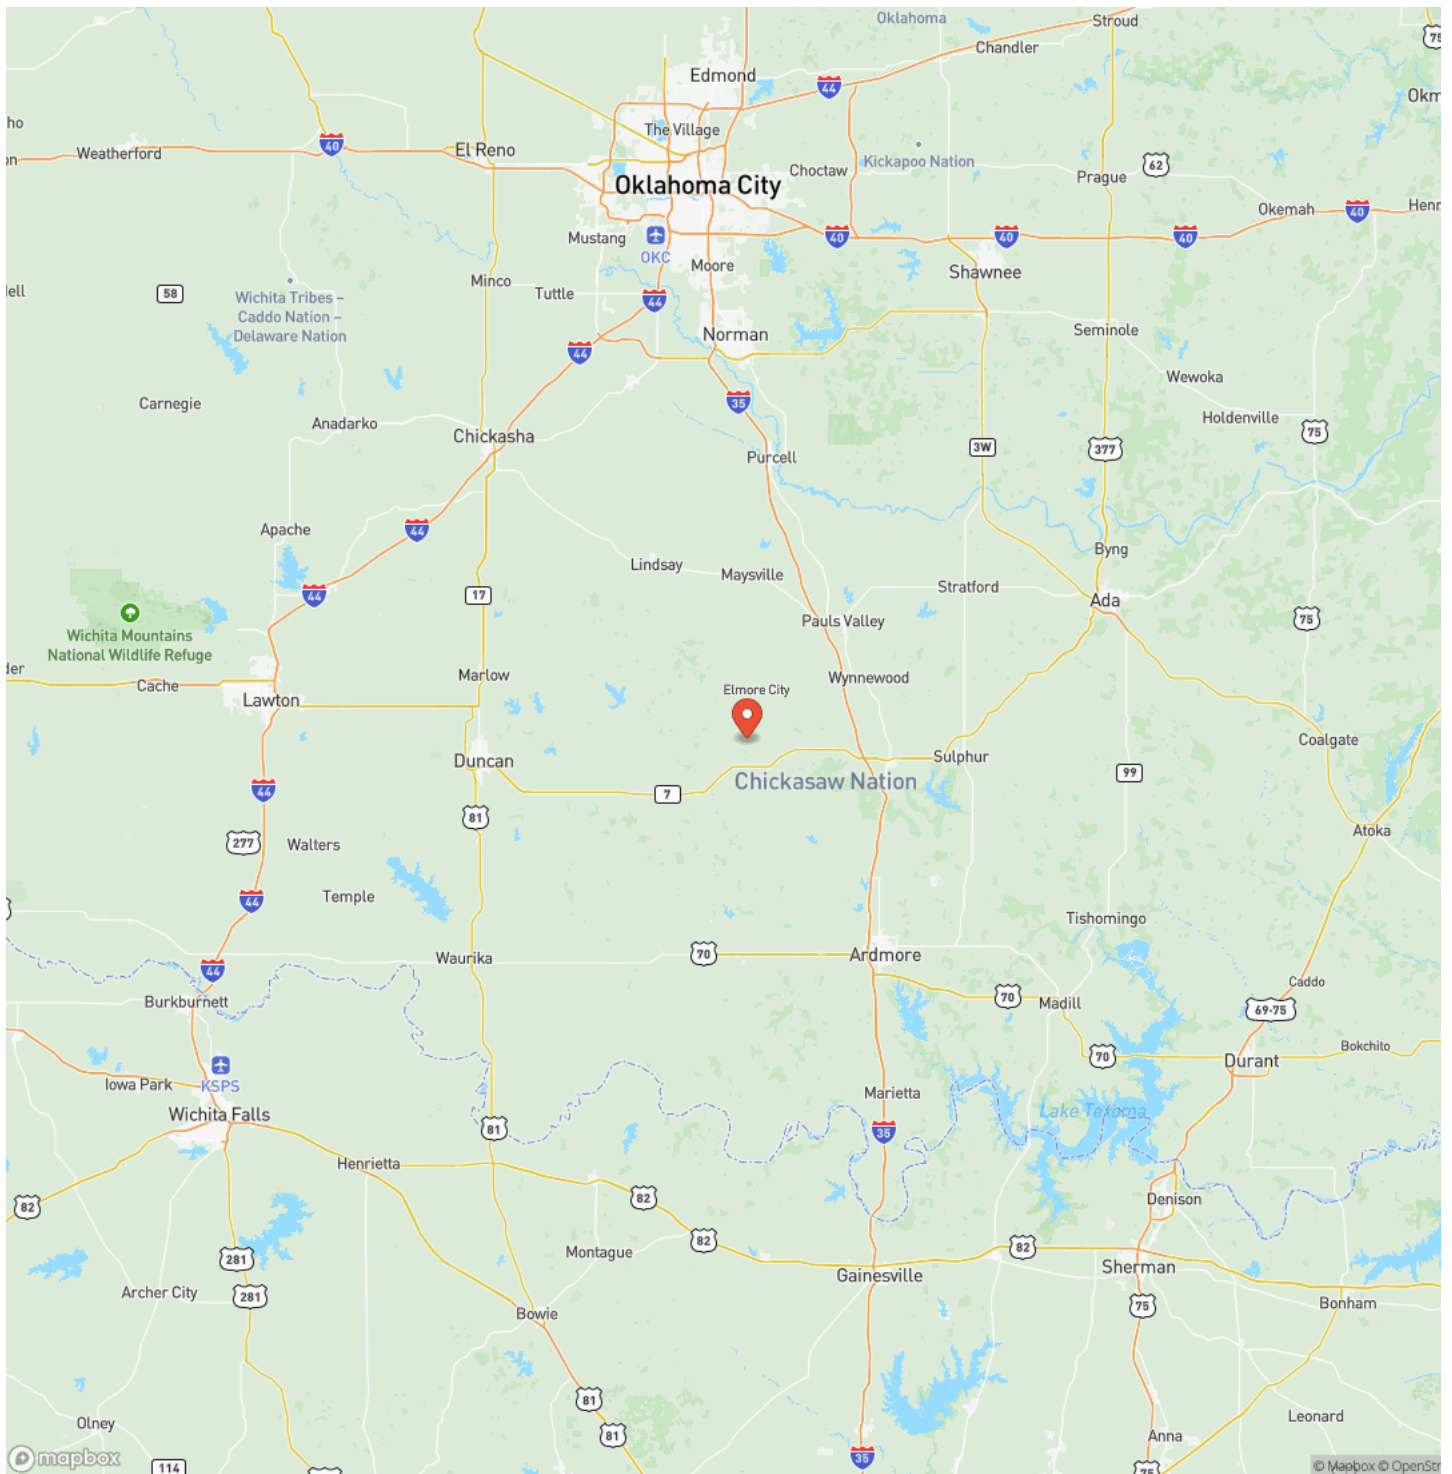 Oklahoma
Stroud
75
Chandler
Edmond
44
Okm
ho
The Village
40
Weatherford
El Reno
on
Choctaw
Kickapoo Nation
62
Prague
Oklahoma City
Okemah
40
Henr
Mustang
OKC
40
40
40
Moore
Shawnee
Minco
Tuttle
44
58
Wichita Tribes –
Caddo Nation –
Delaware Nation
Seminole
Norman
44
Wewoka
Carnegie
35
Holdenville
Anadarko
Chickasha
75
3W
377
Purcell
Apache
44
Byng
Lindsay
Maysville
Stratford
44
17
Ada
Pauls Valley
75
Wichita Mountains
National Wildlife Refuge
der
Marlow
Wynnewood
Cache
Elmore City
Lawton
Coalgate
Duncan
Sulphur
99
Chickasaw Nation
44
7
81
277
Walters
Atoka
Temple
44
Tishomingo
Waurika
70
Ardmore
44
Caddo
Burkburnett
70
Madill
69-75
Bokchito
70
Durant
Iowa Park
KSPS
Marietta
Wichita Falls
Lake Texoma
81
35
Henrietta
82
82
Denison
82
Montague
82
281
Sherman
Gainesville
Archer City
281
75
Bonham
Bowie
81
Olney
Leonard
81
Anna
35
mapbox
114
75
© Mapbox © OpenStr